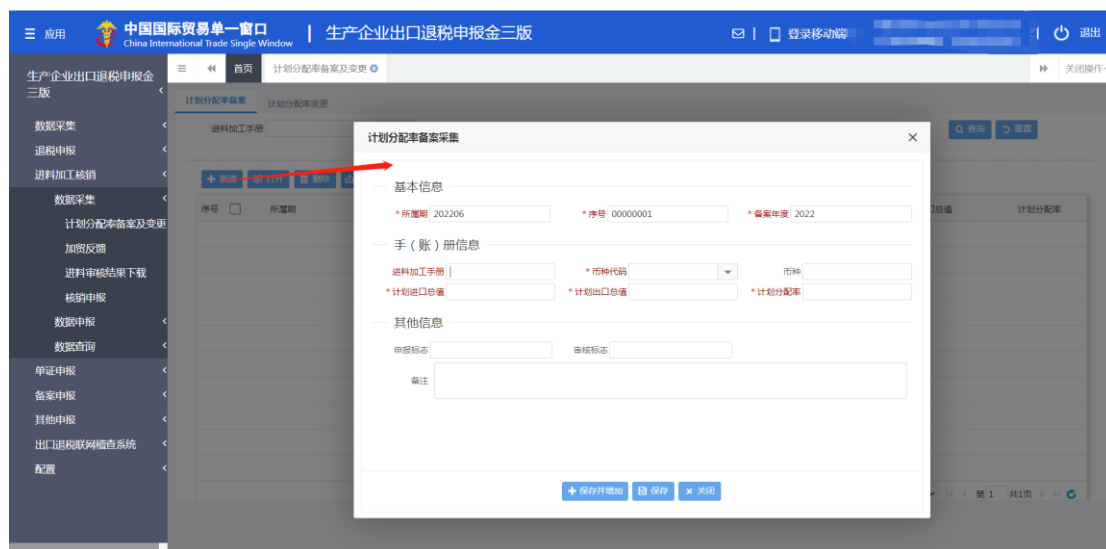 应用 中国国际贸易单一窗口 China International Trade Single Window 生产企业出口退税申报金三版 登录移动端 退出
首页 计划分配率备案及变更 关闭操作
生产企业出口退税申报金三版
数据采集
退税申报
进料加工核销
数据采集
计划分配率备案及变更
加贸反馈
进料审核结果下载
核销申报
数据申报
数据查询
单证申报
备案申报
其他申报
出口退税联网稽查系统
配置
计划分配率备案 计划分配率变更
进料加工手册 查询 重置
新建 打开 删除
序号 所属期 计划分配率
计划分配率备案采集
基本信息
*所属期 202206 *序号 00000001 *备案年度 2022
手(账)册信息
进料加工手册 *币种代码 币种
*计划进口总值 *计划出口总值 *计划分配率
其他信息
申报标志 审核标志
备注
保存并增加 保存 关闭
第 1 共1页